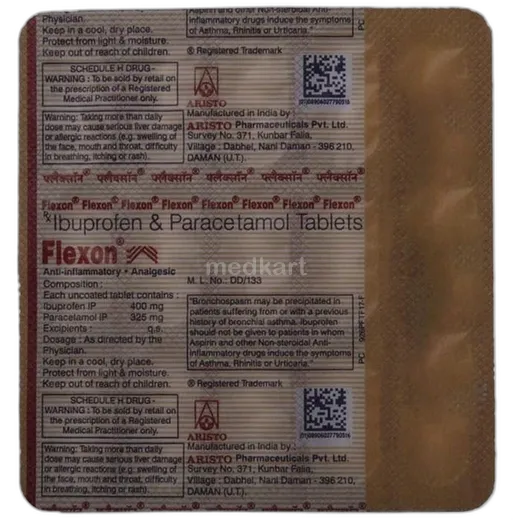 Physician.
Keep in a cool, dry place.
Protect from light & moisture.
Keep out of reach of children.
SCHEDULE H DRUG -
WARNING : To be sold by retail on
the prescription of a Registered
Medical Practitioner only.
Warning: Taking more than daily
dose may cause serious liver damage
or allergic reactions (e.g. swelling of
the face, mouth and throat, difficulty
in breathing, itching or rash).
Aspirin and other Non-steroidal Anti-
inflammatory drugs induce the symptoms
of Asthma, Rhinitis or Urticaria."
® Registered Trademark
ARISTO
Manufactured in India by :
ARISTO Pharmaceuticals Pvt. Ltd.
Survey No. 371, Kunbar Falia,
Village : Dabhel, Nani Daman - 396 210,
DAMAN (U.T.).
फ्लैक्सॉन® फ्लैक्सॉन® फ्लैक्सॉन® फ्लैक्सॉन® फ्लैक्सॉन® फ्लैक्सॉन®
Flexon® Flexon® Flexon® Flexon® Flexon® Flexon® Flexon® Flexon®
Rx Ibuprofen & Paracetamol Tablets
Flexon®
medkart
Anti-inflammatory • Analgesic
Composition :
Each uncoated tablet contains :
Ibuprofen IP 400 mg
Paracetamol IP 325 mg
Excipients : q.s.
Dosage : As directed by the
Physician.
Keep in a cool, dry place.
Protect from light & moisture.
Keep out of reach of children.
M. L. No.: DD/133
"Bronchospasm may be precipitated in
patients suffering from or with a previous
history of bronchial asthma. Ibuprofen
should not be given to patients in whom
Aspirin and other Non-steroidal Anti-
inflammatory drugs induce the symptoms
of Asthma, Rhinitis or Urticaria."
® Registered Trademark
SCHEDULE H DRUG -
WARNING : To be sold by retail on
the prescription of a Registered
Medical Practitioner only.
Warning: Taking more than daily
dose may cause serious liver damage
or allergic reactions (e.g. swelling of
the face, mouth and throat, difficulty
in breathing, itching or rash).
ARISTO
Manufactured in India by :
ARISTO Pharmaceuticals Pvt. Ltd.
Survey No. 371, Kunbar Falia,
Village : Dabhel, Nani Daman - 396 210,
DAMAN (U.T.).